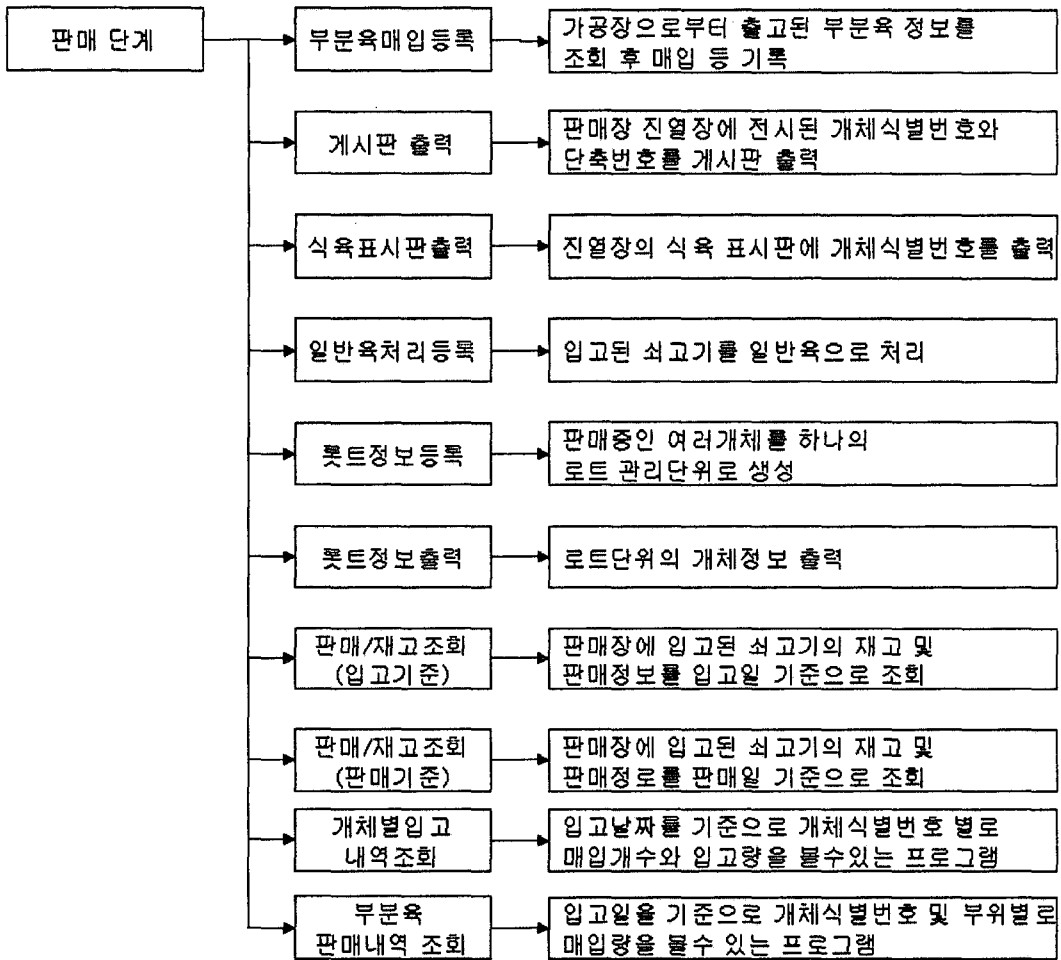 판매 단계
부분육매입등록
가공장으로부터 출고된 부분육 정보를
조회 후 매입 등 기록
게시판 출력
판매장 진열장에 전시된 개체식별번호와
단축번호를 게시판 출력
식육표시판출력
진열장의 식육 표시판에 개체식별번호를 출력
일반육처리등록
입고된 쇠고기를 일반육으로 처리
롯트정보등록
판매중인 여러개체를 하나의
로트 관리단위로 생성
롯트정보출력
로트단위의 개체정보 출력
판매/재고조회
(입고기준)
판매장에 입고된 쇠고기의 재고 및
판매정보를 입고일 기준으로 조회
판매/재고조회
(판매기준)
판매장에 입고된 쇠고기의 재고 및
판매정로를 판매일 기준으로 조회
개체별입고
내역조회
입고날짜를 기준으로 개체식별번호 별로
매입개수와 입고량을 볼수있는 프로그램
부분육
판매내역 조회
입고일을 기준으로 개체식별번호 및 부위별로
매입량을 볼수 있는 프로그램